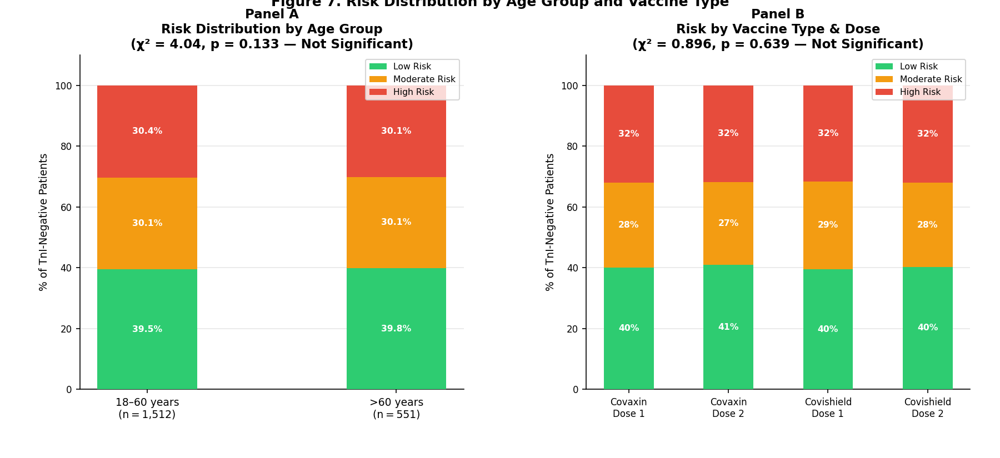 Figure 7. Risk Distribution by Age Group and Vaccine Type
Panel A
Risk Distribution by Age Group
(χ² = 4.04, p = 0.133 — Not Significant)
Low Risk
Moderate Risk
High Risk
% of TnI-Negative Patients
100
80
60
40
20
0
30.4%
30.1%
30.1%
30.1%
39.5%
39.8%
18–60 years
(n = 1,512)
>60 years
(n = 551)
Panel B
Risk by Vaccine Type & Dose
(χ² = 0.896, p = 0.639 — Not Significant)
Low Risk
Moderate Risk
High Risk
% of TnI-Negative Patients
100
80
60
40
20
0
32%
32%
32%
32%
28%
27%
29%
28%
40%
41%
40%
40%
Covaxin
Dose 1
Covaxin
Dose 2
Covishield
Dose 1
Covishield
Dose 2